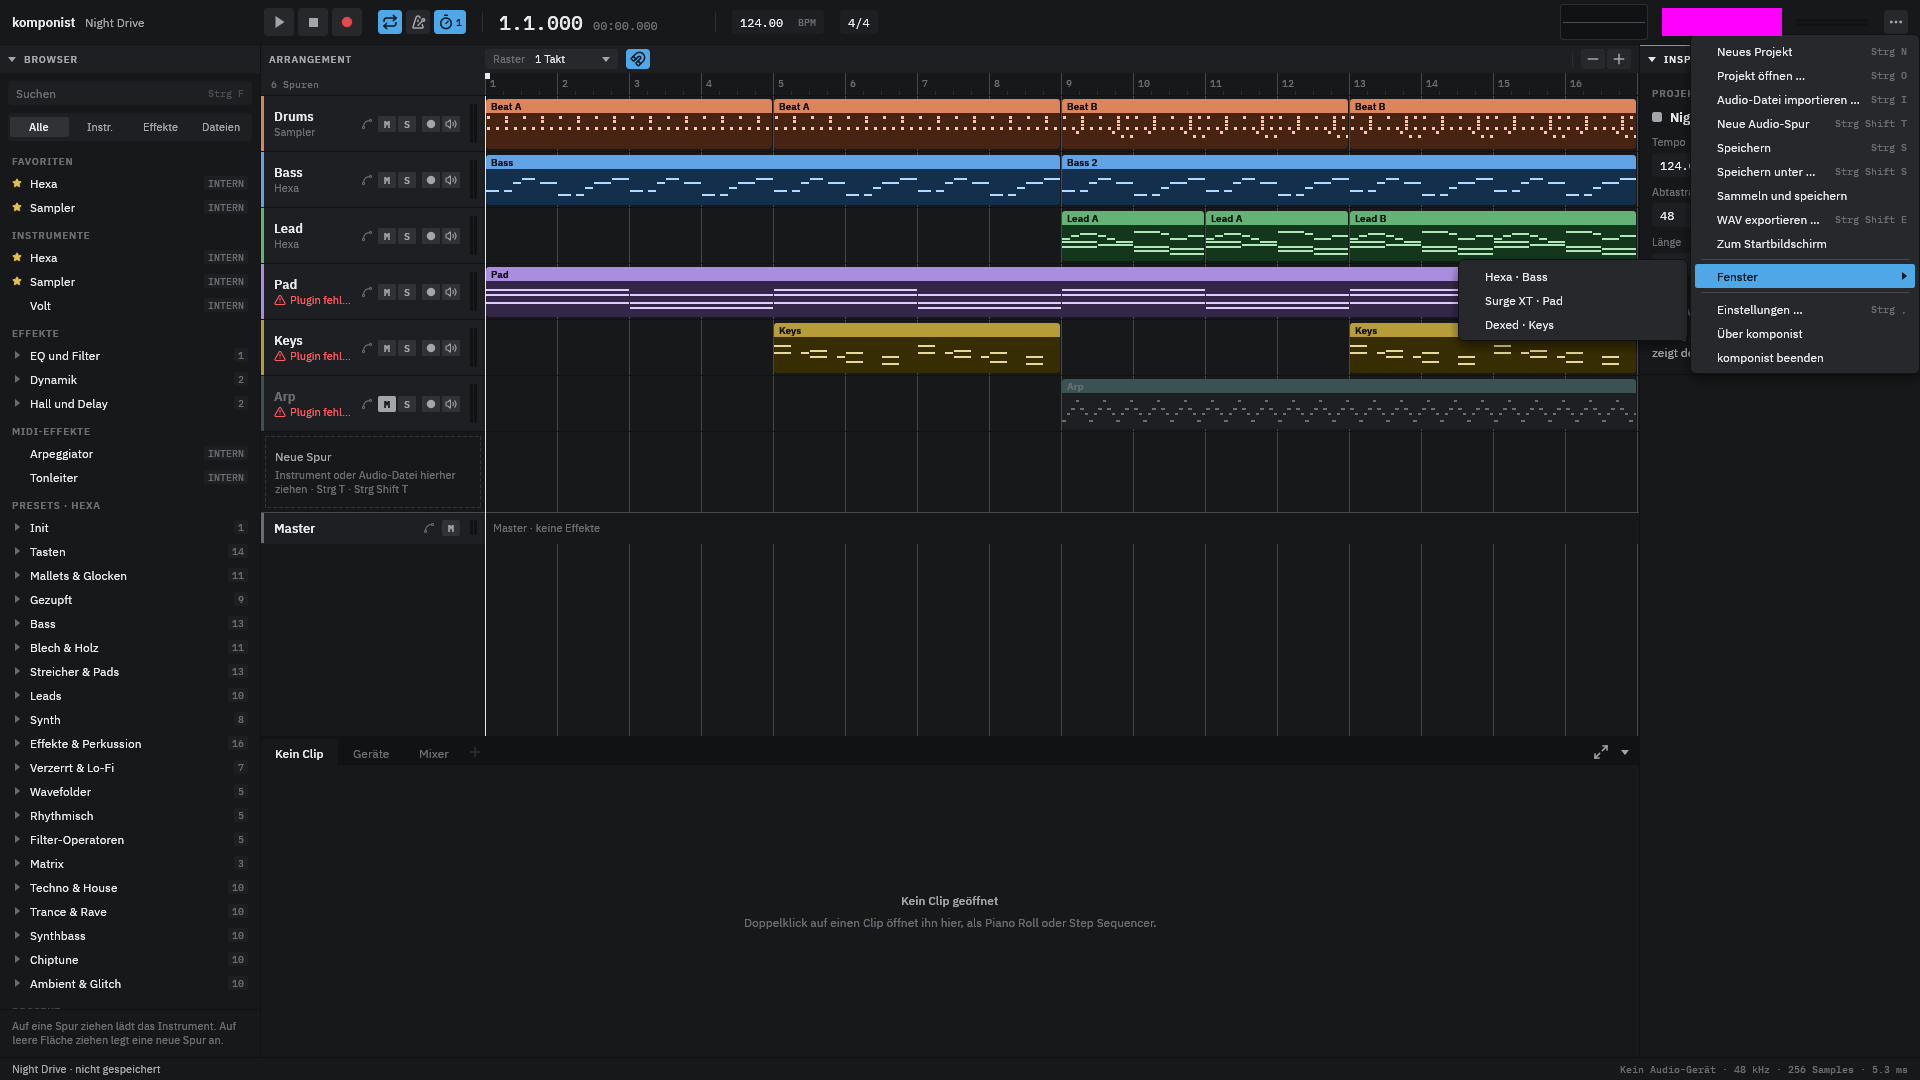 komponist Night Drive
1
1.1.000 00:00.000
124.00 BPM
4/4
BROWSER
Suchen Strg F
Alle Instr. Effekte Dateien
FAVORITEN
Hexa INTERN
Sampler INTERN
INSTRUMENTE
Hexa INTERN
Sampler INTERN
Volt INTERN
EFFEKTE
EQ und Filter 1
Dynamik 2
Hall und Delay 2
MIDI-EFFEKTE
Arpeggiator INTERN
Tonleiter INTERN
PRESETS · HEXA
Init 1
Tasten 14
Mallets & Glocken 11
Gezupft 9
Bass 13
Blech & Holz 11
Streicher & Pads 13
Leads 10
Synth 8
Effekte & Perkussion 16
Verzerrt & Lo-Fi 7
Wavefolder 5
Rhythmisch 5
Filter-Operatoren 5
Matrix 3
Techno & House 10
Trance & Rave 10
Synthbass 10
Chiptune 10
Ambient & Glitch 10
Auf eine Spur ziehen lädt das Instrument. Auf
leere Fläche ziehen legt eine neue Spur an.
ARRANGEMENT
Raster 1 Takt
6 Spuren
1 2 3 4 5 6 7 8 9 10 11 12 13 14 15 16
Drums
Sampler
M S
Beat A Beat A Beat B Beat B
Bass
Hexa
M S
Bass Bass 2
Lead
Hexa
M S
Lead A Lead A Lead B
Pad
Plugin fehl...
M S
Pad
Keys
Plugin fehl...
M S
Keys Keys
Arp
Plugin fehl...
M S
Arp
Neue Spur
Instrument oder Audio-Datei hierher
ziehen · Strg T · Strg Shift T
Master M
Master · keine Effekte
Kein Clip Geräte Mixer
Kein Clip geöffnet
Doppelklick auf einen Clip öffnet ihn hier, als Piano Roll oder Step Sequencer.
Tempo
48
Länge
Neues Projekt Strg N
Projekt öffnen ... Strg O
Audio-Datei importieren ... Strg I
Neue Audio-Spur Strg Shift T
Speichern Strg S
Speichern unter ... Strg Shift S
Sammeln und speichern
WAV exportieren ... Strg Shift E
Zum Startbildschirm
Fenster
Einstellungen ... Strg .
Über komponist
komponist beenden
Hexa · Bass
Surge XT · Pad
Dexed · Keys
zeigt
Night Drive · nicht gespeichert
Kein Audio-Gerät · 48 kHz · 256 Samples · 5.3 ms